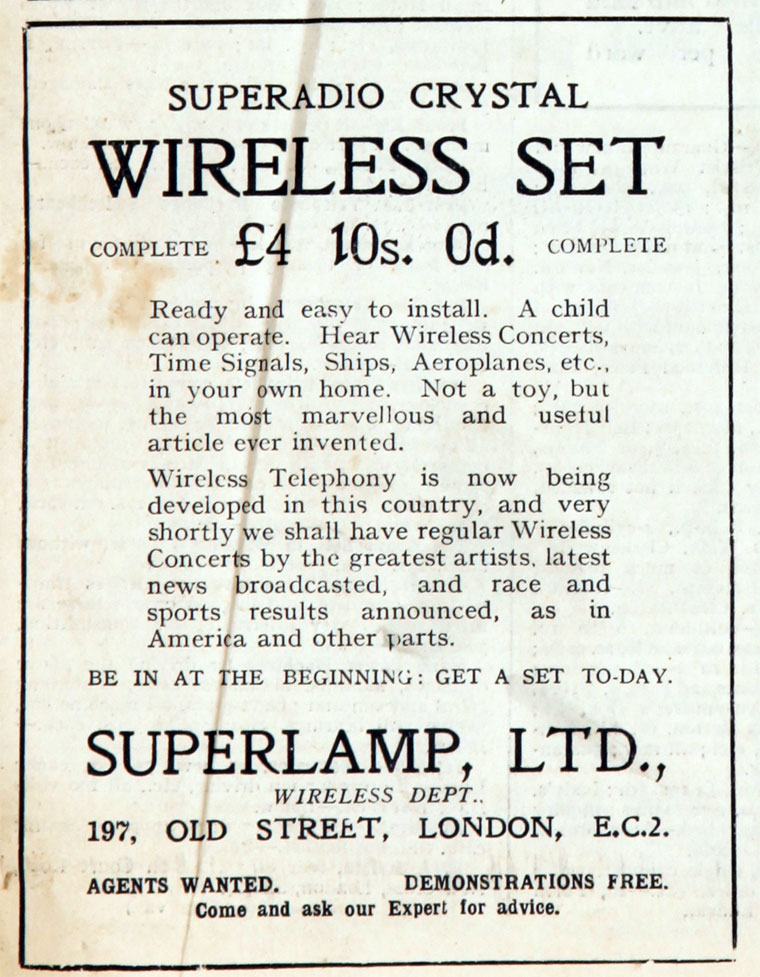 SUPERADIO CRYSTAL
WIRELESS SET
COMPLETE £4 10s. 0d. COMPLETE
Ready and easy to install. A child
can operate. Hear Wireless Concerts,
Time Signals, Ships, Aeroplanes, etc.,
in your own home. Not a toy, but
the most marvellous and useful
article ever invented.
Wireless Telephony is now being
developed in this country, and very
shortly we shall have regular Wireless
Concerts by the greatest artists, latest
news broadcasted, and race and
sports results announced, as in
America and other parts.
BE IN AT THE BEGINNING: GET A SET TO-DAY.
SUPERLAMP, LTD.,
WIRELESS DEPT..
197, OLD STREET, LONDON, E.C.2.
AGENTS WANTED. DEMONSTRATIONS FREE.
Come and ask our Expert for advice.